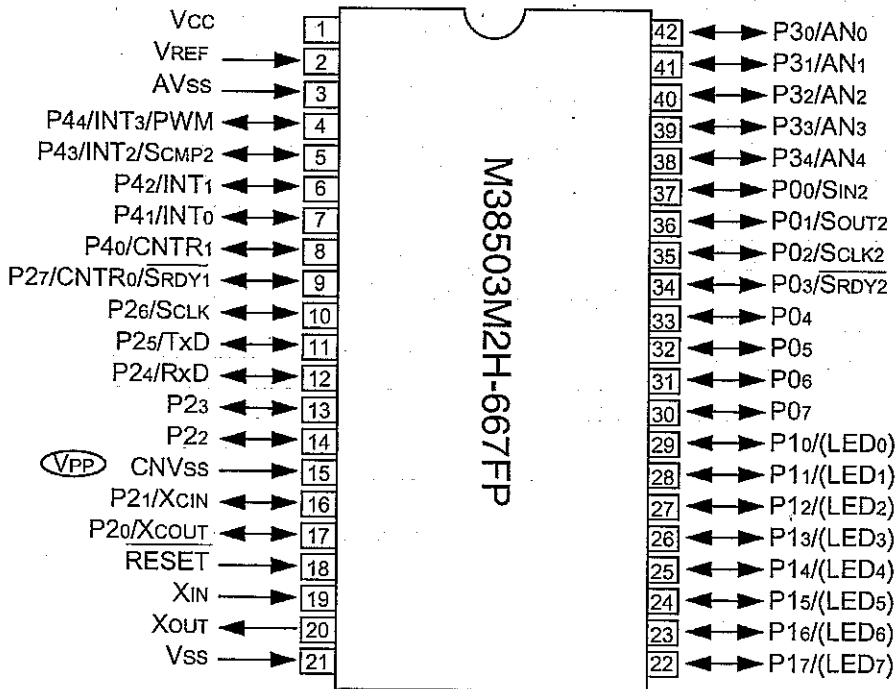 VCC 1
VREF 2
AVSS 3
P44/INT3/PWM 4
P43/INT2/SCMP2 5
P42/INT1 6
P41/INT0 7
P40/CNTR1 8
P27/CNTR0/SRDY1 9
P26/SCLK 10
P25/TxD 11
P24/RxD 12
P23 13
P22 14
VPP CNVSS 15
P21/XCIN 16
P20/XCOUT 17
RESET 18
XIN 19
XOUT 20
VSS 21
M38503M2H-667FP
42 P30/AN0
41 P31/AN1
40 P32/AN2
39 P33/AN3
38 P34/AN4
37 P00/SIN2
36 P01/SOUT2
35 P02/SCLK2
34 P03/SRDY2
33 P04
32 P05
31 P06
30 P07
29 P10/(LED0)
28 P11/(LED1)
27 P12/(LED2)
26 P13/(LED3)
25 P14/(LED4)
24 P15/(LED5)
23 P16/(LED6)
22 P17/(LED7)